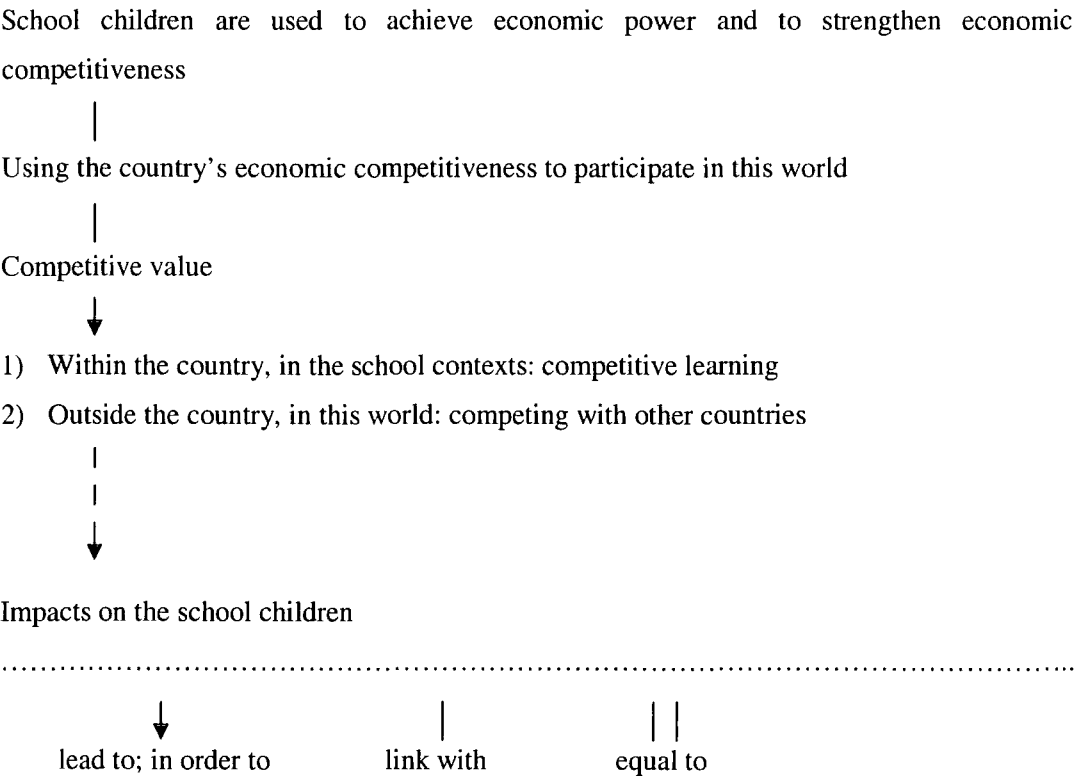 School children are used to achieve economic power and to strengthen economic
competitiveness
Using the country's economic competitiveness to participate in this world
Competitive value
1) Within the country, in the school contexts: competitive learning
2) Outside the country, in this world: competing with other countries
Impacts on the school children
lead to; in order to link with equal to